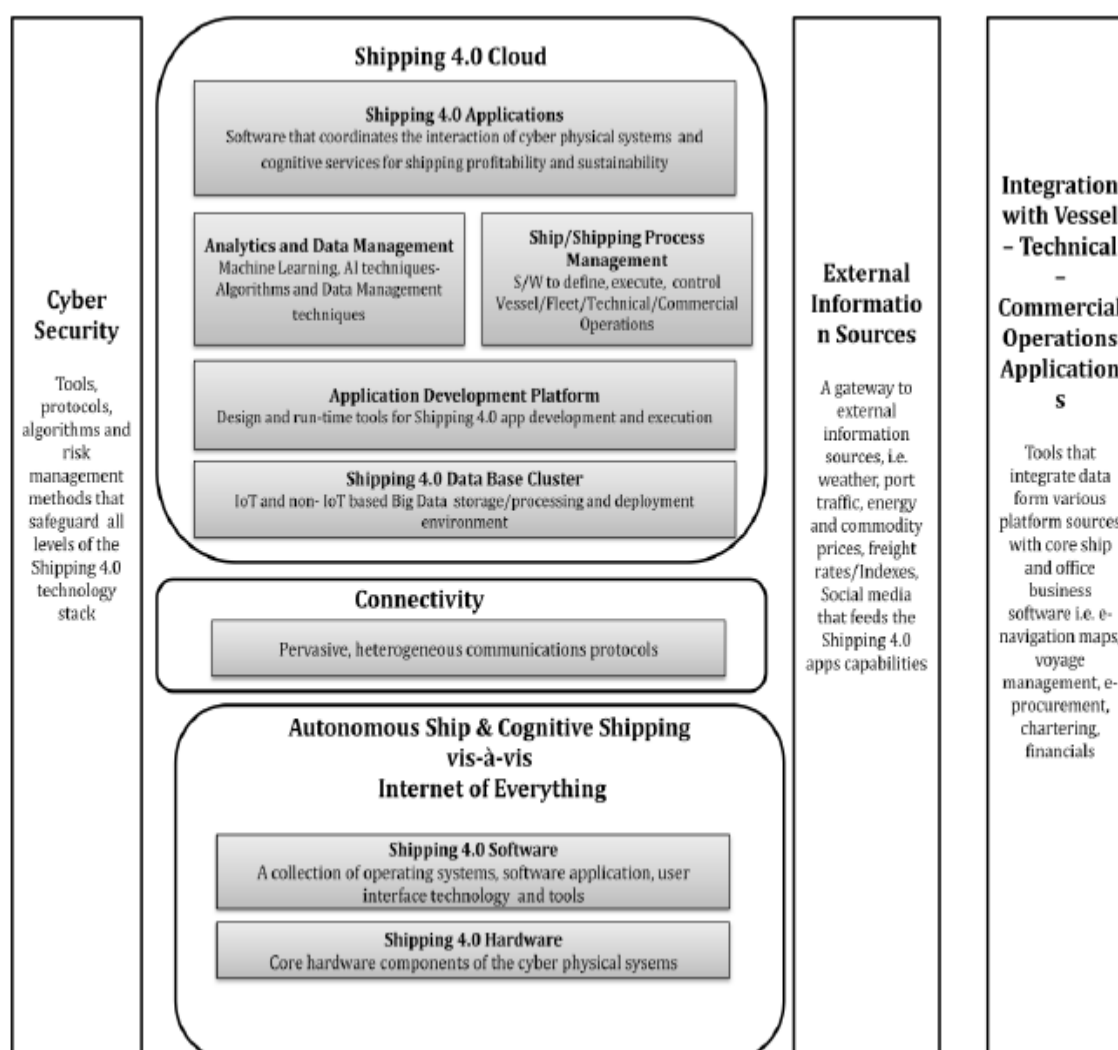 Cyber
Security
Tools,
protocols,
algorithms and
risk
management
methods that
safeguard all
levels of the
Shipping 4.0
technology
stack
Shipping 4.0 Cloud
Shipping 4.0 Applications
Software that coordinates the interaction of cyber physical systems and
cognitive services for shipping profitability and sustainability
Analytics and Data Management
Machine Learning, AI techniques-
Algorithms and Data Management
techniques
Ship/Shipping Process
Management
S/W to define, execute, control
Vessel/Fleet/Technical/Commercial
Operations
Application Development Platform
Design and run-time tools for Shipping 4.0 app development and execution
Shipping 4.0 Data Base Cluster
IoT and non- IoT based Big Data storage/processing and deployment
environment
Connectivity
Pervasive, heterogeneous communications protocols
Autonomous Ship & Cognitive Shipping
vis-à-vis
Internet of Everything
Shipping 4.0 Software
A collection of operating systems, software application, user
interface technology and tools
Shipping 4.0 Hardware
Core hardware components of the cyber physical sysems
External
Informatio
n Sources
A gateway to
external
information
sources, i.e.
weather, port
traffic, energy
and commodity
prices, freight
rates/Indexes,
Social media
that feeds the
Shipping 4.0
apps capabilities
Integration
with Vessel
– Technical
–
Commercial
Operations
Application
s
Tools that
integrate data
form various
platform sources
with core ship
and office
business
software i.e. e-
navigation maps,
voyage
management, e-
procurement,
chartering,
financials